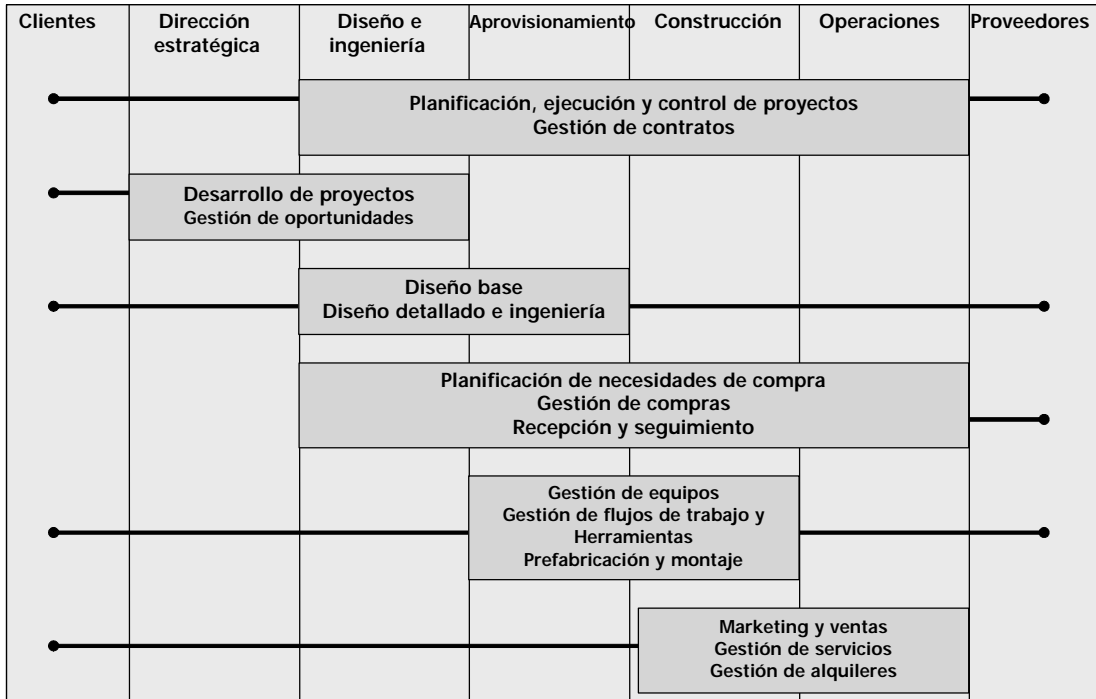 Clientes
Dirección
estratégica
Diseño e
ingeniería
Aprovisionamiento
Construcción
Operaciones
Proveedores
Planificación, ejecución y control de proyectos
Gestión de contratos
Desarrollo de proyectos
Gestión de oportunidades
Diseño base
Diseño detallado e ingeniería
Planificación de necesidades de compra
Gestión de compras
Recepción y seguimiento
Gestión de equipos
Gestión de flujos de trabajo y
Herramientas
Prefabricación y montaje
Marketing y ventas
Gestión de servicios
Gestión de alquileres